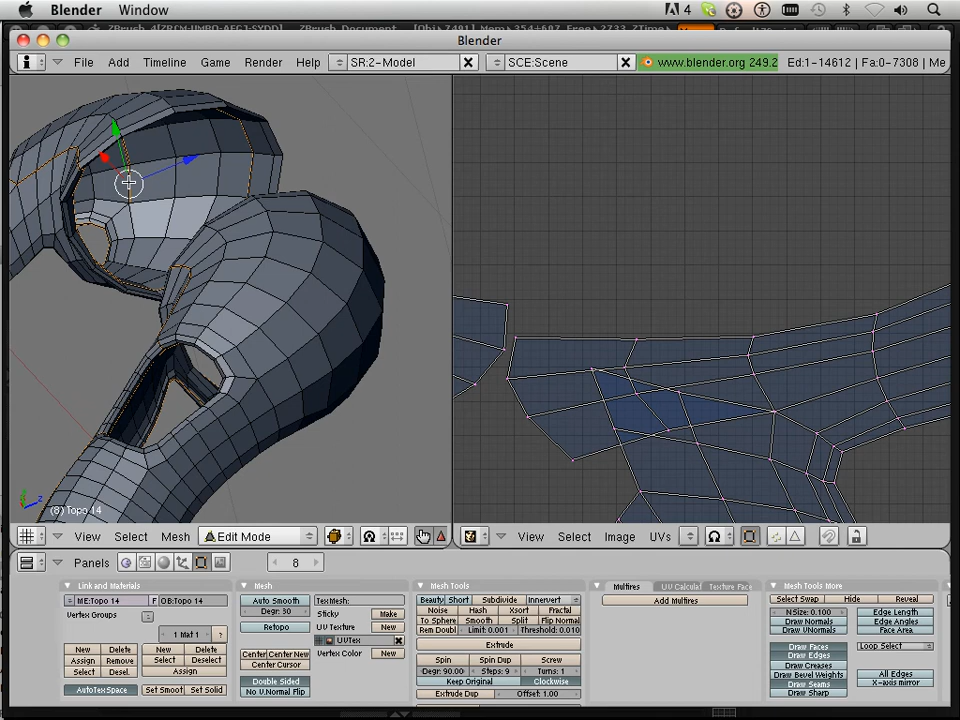 Blender Window 4
Blender
File Add Timeline Game Render Help SR:2-Model SCE:Scene www.blender.org 249.2 Ed:1-14612 | Fa:0-7308 | Me
z
(8) Topo 14
View Select Mesh Edit Mode
View Select Image UVs
Panels 8
Link and Materials
ME:Topo 14 F OB:Topo 14
Vertex Groups
1 Mat 1 ?
New Delete New Delete
Assign Remove Select Deselect
Select Desel. Assign
AutoTexSpace Set Smoot Set Solid
Mesh
Auto Smooth
Degr: 30
Retopo
Center Center New
Center Cursor
Double Sided
No V.Normal Flip
TexMesh:
Sticky Make
UV Texture New
UVTex
Vertex Color New
Mesh Tools
Beauty Short Subdivide Innervert
Noise Hash Xsort Fractal
To Sphere Smooth Split Flip Normal
Rem Doubl Limit: 0.001 Threshold: 0.010
Extrude
Spin Spin Dup Screw
Degr: 90.00 Steps: 9 Turns: 1
Keep Original Clockwise
Extrude Dup Offset: 1.00
Multires UV Calculat Texture Face
Add Multires
Mesh Tools More
Select Swap Hide Reveal
NSize: 0.100
Draw Normals
Draw VNormals
Edge Length
Edge Angles
Face Area
Draw Faces
Draw Edges
Draw Creases
Draw Bevel Weights
Draw Seams
Draw Sharp
Loop Select
All Edges
X-axis mirror